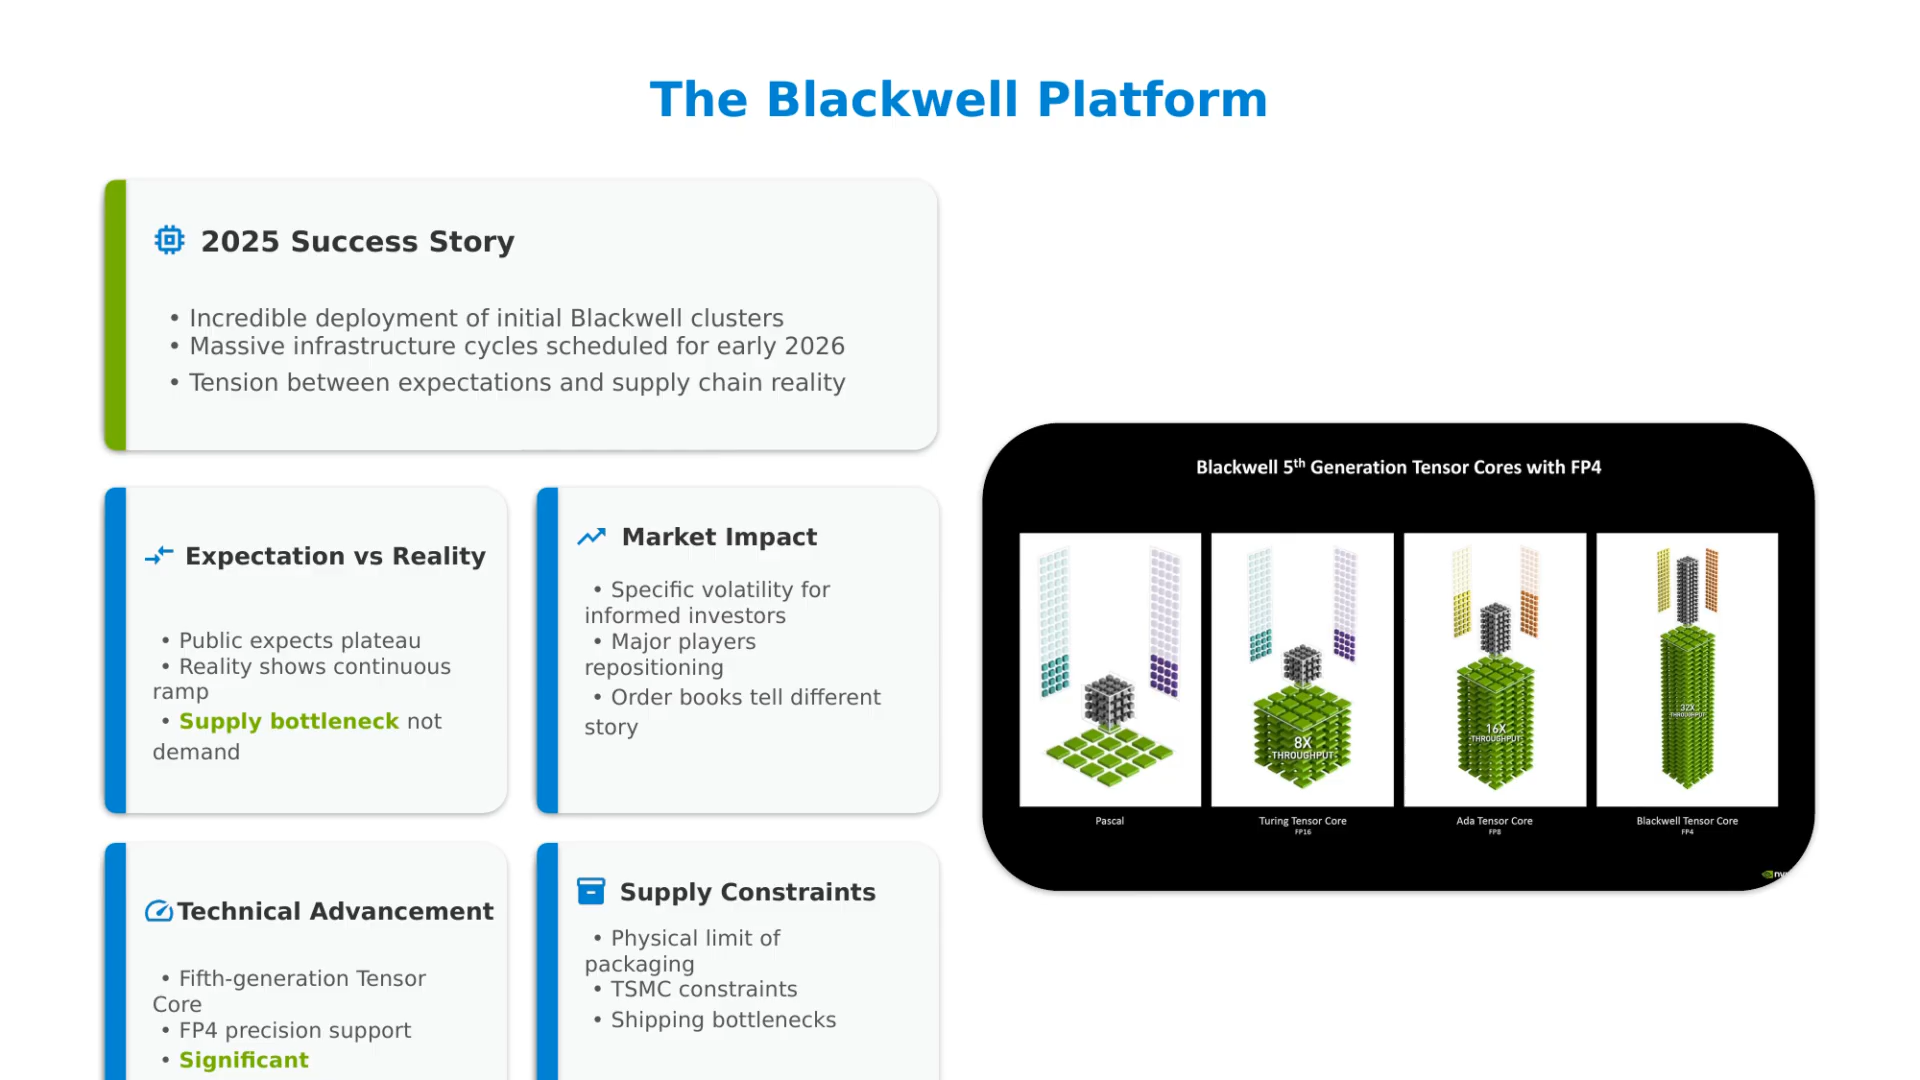 The Blackwell Platform
2025 Success Story
• Incredible deployment of initial Blackwell clusters
• Massive infrastructure cycles scheduled for early 2026
• Tension between expectations and supply chain reality
Expectation vs Reality
• Public expects plateau
• Reality shows continuous
ramp
• Supply bottleneck not
demand
Market Impact
• Specific volatility for
informed investors
• Major players
repositioning
• Order books tell different
story
Technical Advancement
• Fifth-generation Tensor
Core
• FP4 precision support
• Significant
Supply Constraints
• Physical limit of
packaging
• TSMC constraints
• Shipping bottlenecks
Blackwell 5th Generation Tensor Cores with FP4
8X
THROUGHPUT
16X
THROUGHPUT
32X
THROUGHPUT
Pascal
Turing Tensor Core
FP16
Ada Tensor Core
FP8
Blackwell Tensor Core
FP4